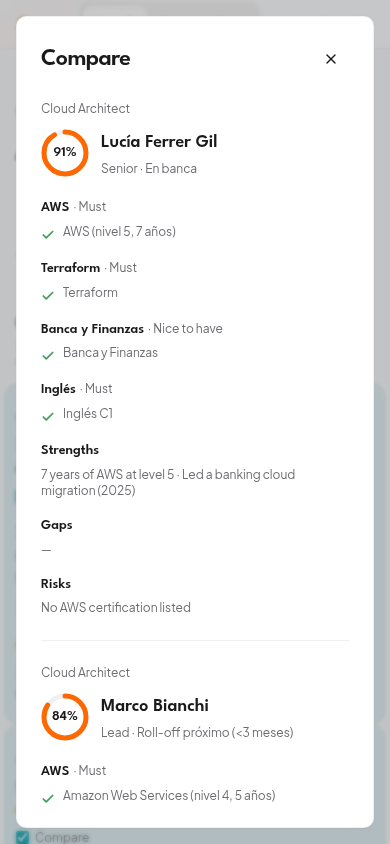 Compare
Cloud Architect
91%
Lucía Ferrer Gil
Senior · En banca
AWS · Must
AWS (nivel 5, 7 años)
Terraform · Must
Terraform
Banca y Finanzas · Nice to have
Banca y Finanzas
Inglés · Must
Inglés C1
Strengths
7 years of AWS at level 5 · Led a banking cloud
migration (2025)
Gaps
—
Risks
No AWS certification listed
Cloud Architect
84%
Marco Bianchi
Lead · Roll-off próximo (<3 meses)
AWS · Must
Amazon Web Services (nivel 4, 5 años)
Compare